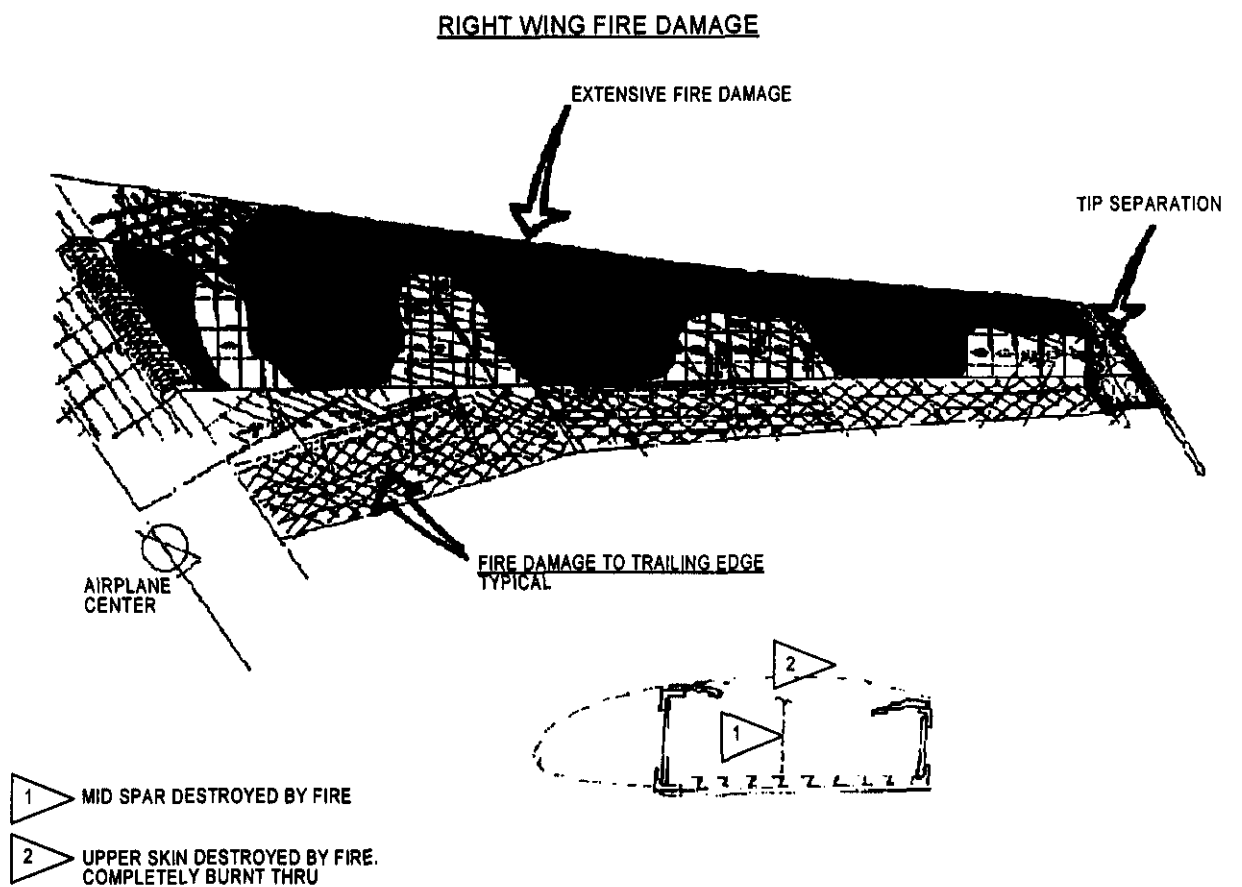 RIGHT WING FIRE DAMAGE
EXTENSIVE FIRE DAMAGE
TIP SEPARATION
FIRE DAMAGE TO TRAILING EDGE
TYPICAL
AIRPLANE
CENTER
2
1
1 MID SPAR DESTROYED BY FIRE
2 UPPER SKIN DESTROYED BY FIRE.
COMPLETELY BURNT THRU